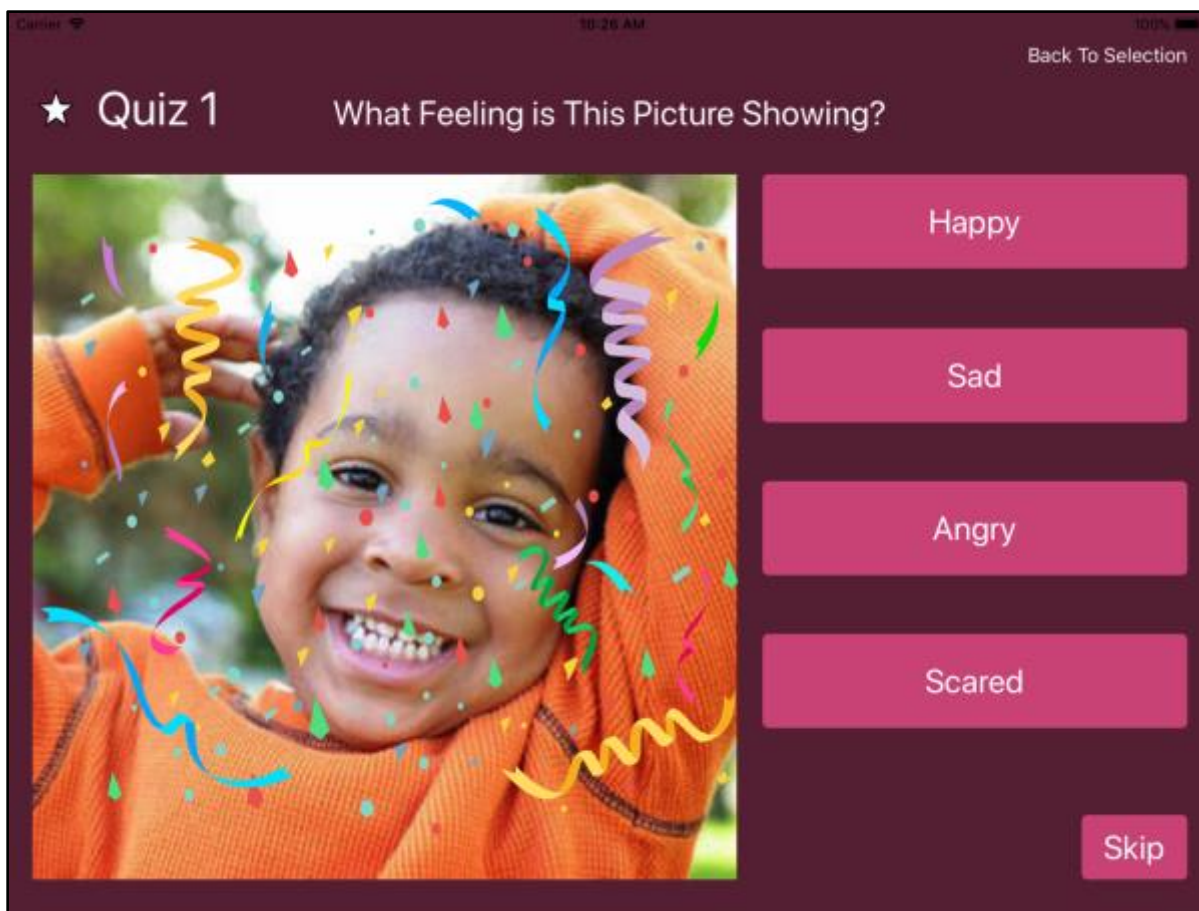 Carrier
10:26 AM
100%
Back To Selection
Quiz 1
What Feeling is This Picture Showing?
Happy
Sad
Angry
Scared
Skip